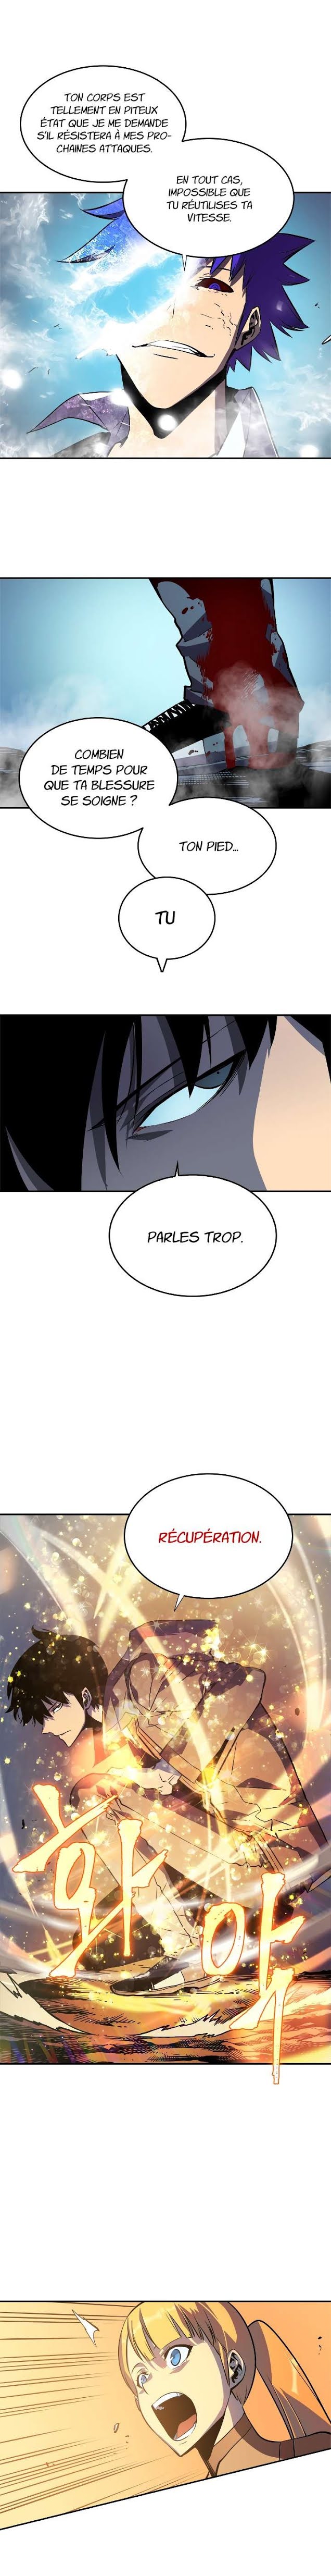 TON CORPS EST
TELLEMENT EN PITEUX
ÉTAT QUE JE ME DEMANDE
S'IL RÉSISTERA À MES PRO-
CHAINES ATTAQUES.
EN TOUT CAS,
IMPOSSIBLE QUE
TU RÉUTILISES TA
VITESSE.
COMBIEN
DE TEMPS POUR
QUE TA BLESSURE
SE SOIGNE ?
TON PIED...
TU
PARLES TROP.
RÉCUPÉRATION.
화악